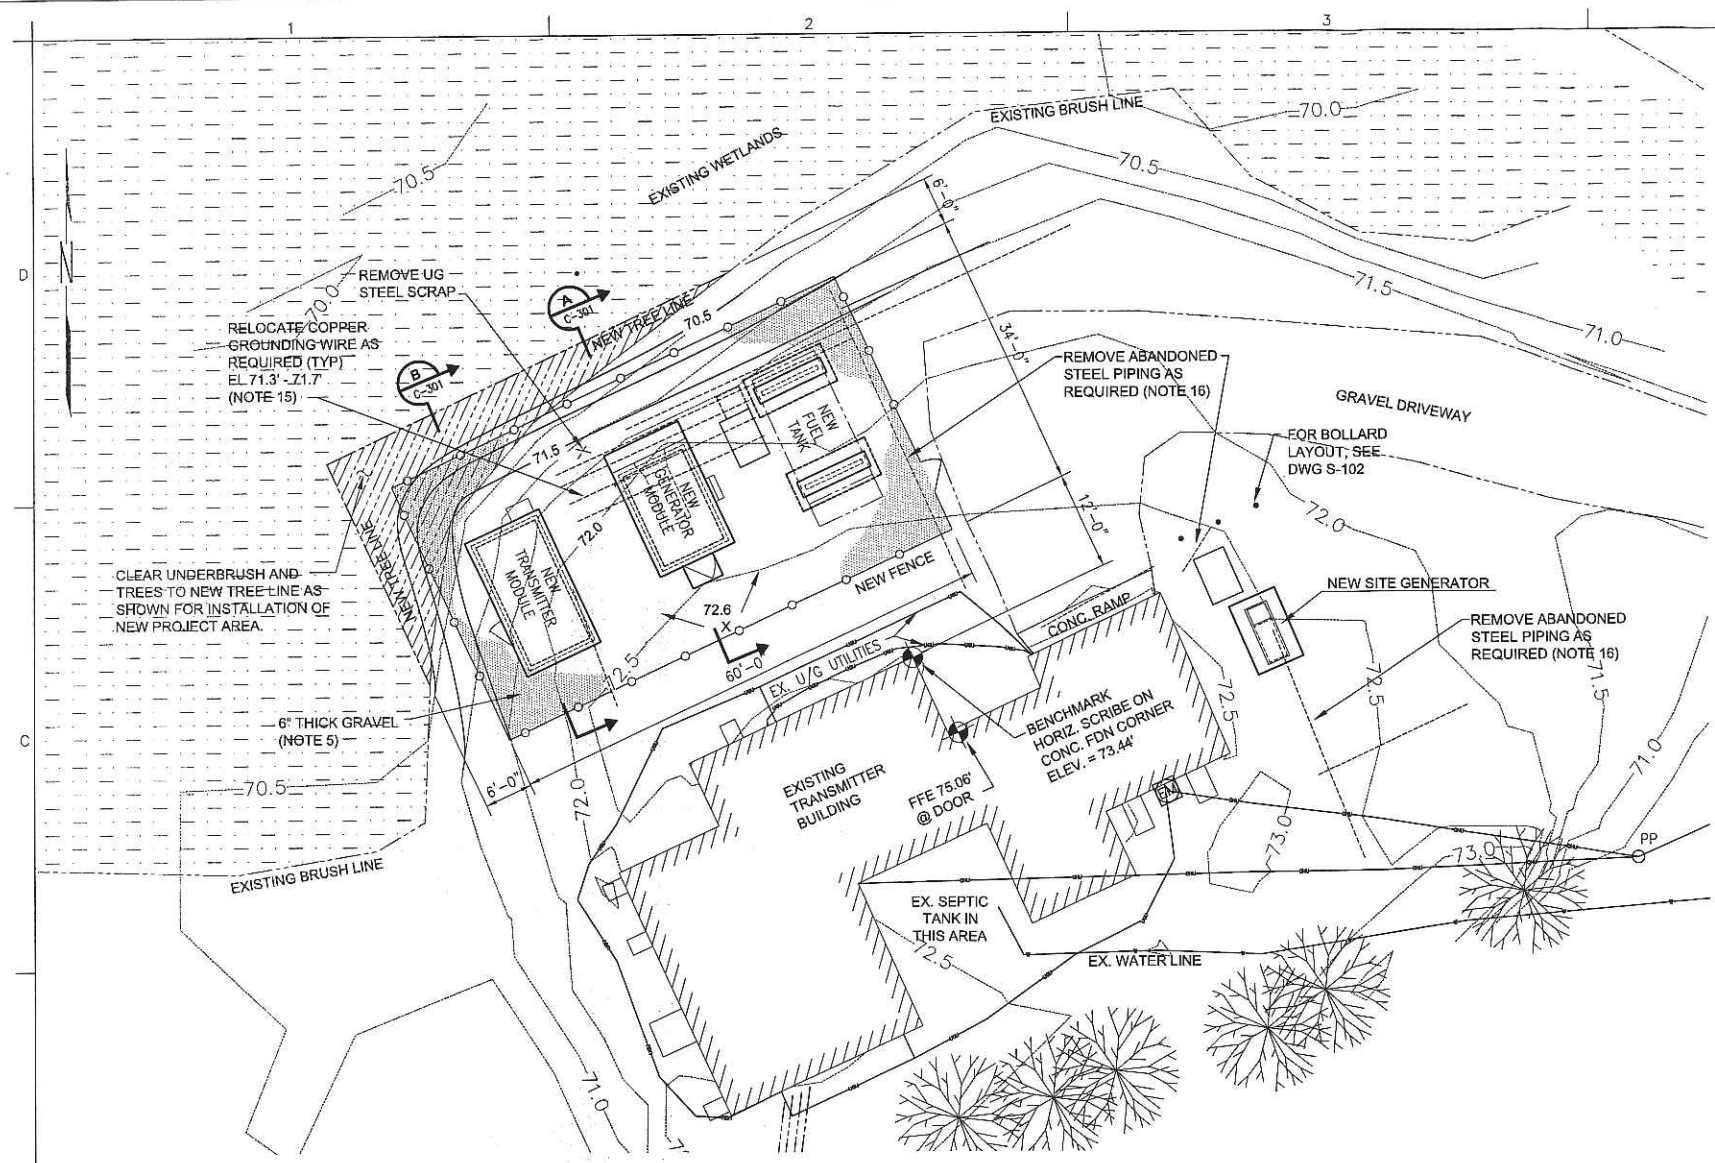 1
2
3
D
C
N
EXISTING BRUSH LINE
70.0
EXISTING WETLANDS
70.5
70.5
6'-0"
71.5
71.0
70.0
REMOVE UG
STEEL SCRAP
A
C-301
NEW TREE LINE
70.5
RELOCATE COPPER
GROUNDING WIRE AS
REQUIRED (TYP)
EL 71.3' - 71.7'
(NOTE 15)
B
C-301
34'-0"
REMOVE ABANDONED
STEEL PIPING AS
REQUIRED (NOTE 16)
GRAVEL DRIVEWAY
FOR BOLLARD
LAYOUT, SEE
DWG S-102
NEW
FUEL
TANK
71.5
NEW
GENERATOR
MODULE
72.0
12'-0"
72.0
NEW TREE LINE
NEW
TRANSMITTER
MODULE
CLEAR UNDERBRUSH AND
TREES TO NEW TREE LINE AS
SHOWN FOR INSTALLATION OF
NEW PROJECT AREA.
NEW FENCE
72.6
X
CONC. RAMP
NEW SITE GENERATOR
REMOVE ABANDONED
STEEL PIPING AS
REQUIRED (NOTE 16)
60'-0"
EX. U/G UTILITIES
72.5
72.5
72.5
71.5
71.0
6" THICK GRAVEL
(NOTE 5)
BENCHMARK
HORIZ. SCRIBE ON
CONC. FDN CORNER
ELEV. = 73.44'
70.5
6'-0"
72.0
EXISTING
TRANSMITTER
BUILDING
FFE 75.06'
@ DOOR
EM
73.0
73.0
PP
EXISTING BRUSH LINE
EX. SEPTIC
TANK IN
THIS AREA
72.5
EX. WATER LINE
71.0